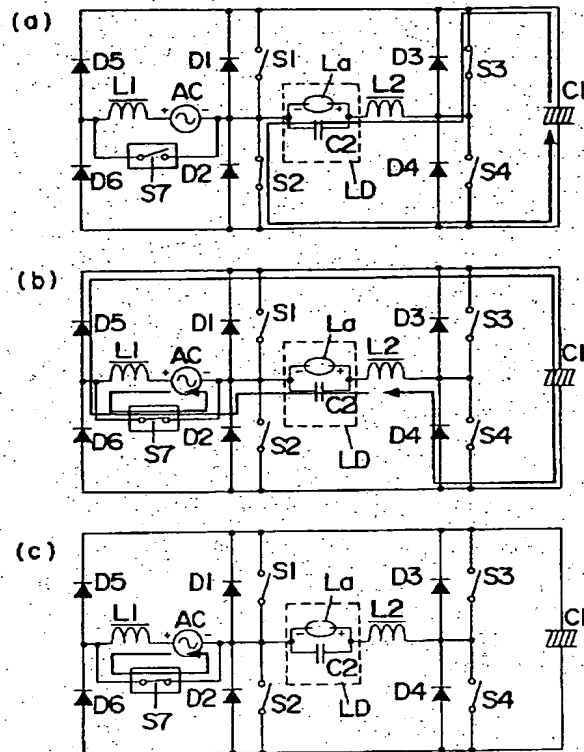 (a)
D5
D1
S1
La
D3
S3
L1
AC
L2
C1
+
−
−
+
C2
D6
S7
D2
S2
LD
D4
S4
(b)
D5
D1
S1
La
D3
S3
L1
AC
L2
C1
+
−
−
+
C2
D6
S7
D2
S2
LD
D4
S4
(c)
D5
D1
S1
La
D3
S3
L1
AC
L2
C1
+
−
−
+
C2
D6
S7
D2
S2
LD
D4
S4